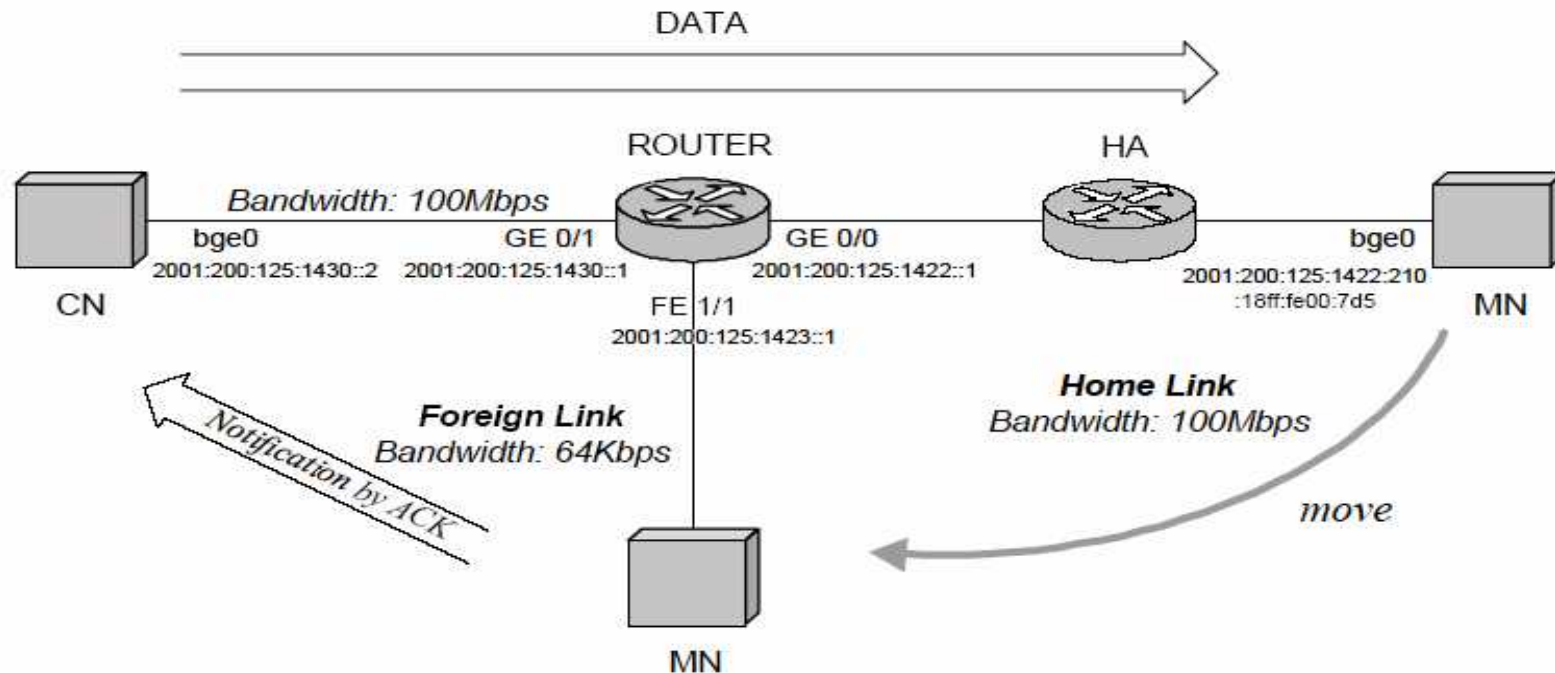 DATA
ROUTER
HA
Bandwidth: 100Mbps
bge0
GE 0/1
GE 0/0
bge0
2001:200:125:1430::2
2001:200:125:1430::1
2001:200:125:1422::1
2001:200:125:1422:210
:18ff:fe00:7d5
CN
FE 1/1
MN
2001:200:125:1423::1
Home Link
Bandwidth: 100Mbps
Foreign Link
Bandwidth: 64Kbps
Notification by ACK
move
MN